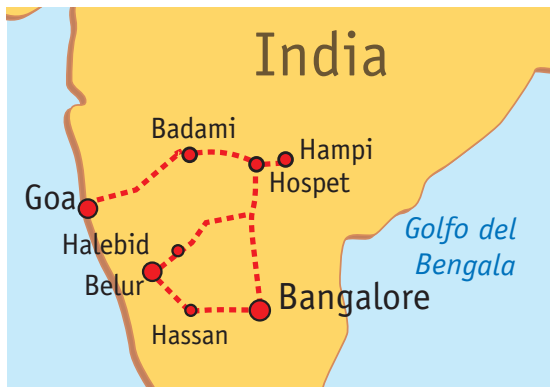 India
Badami
Hampi
Hospet
Goa
Golfo del
Bengala
Halebid
Belur
Bangalore
Hassan